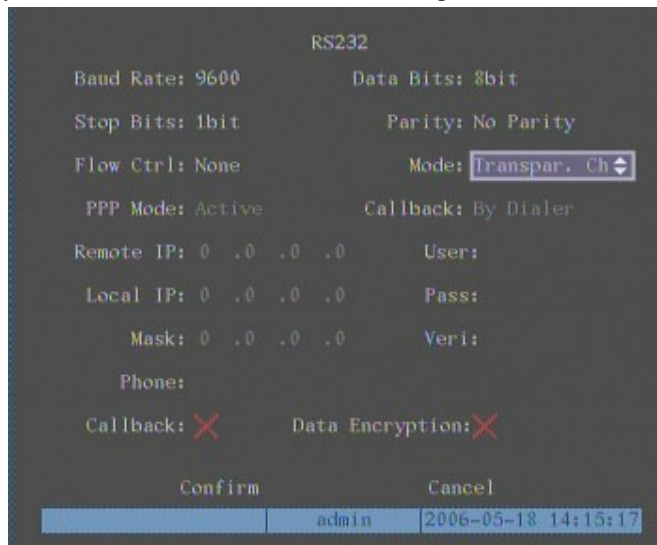 RS232
Baud Rate: 9600 Data Bits: 8bit
Stop Bits: 1bit Parity: No Parity
Flow Ctrl: None Mode: Transpar. Ch
PPP Mode: Active Callback: By Dialer
Remote IP: 0 .0 .0 .0 User:
Local IP: 0 .0 .0 .0 Pass:
Mask: 0 .0 .0 .0 Veri:
Phone:
Callback: Data Encryption:
Confirm Cancel
admin 2006-05-18 14:15:17